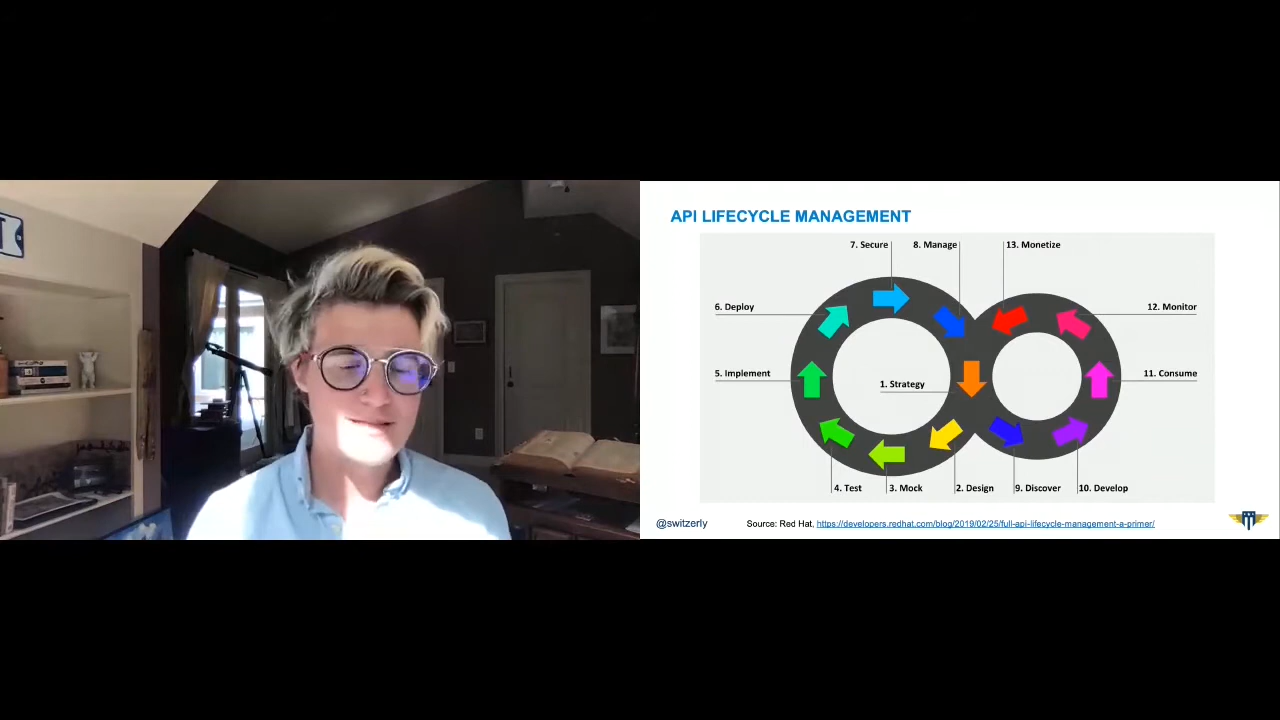 API LIFECYCLE MANAGEMENT
7. Secure
8. Manage
13. Monetize
6. Deploy
12. Monitor
5. Implement
11. Consume
1. Strategy
4. Test
3. Mock
2. Design
9. Discover
10. Develop
@switzerly
Source: Red Hat, https://developers.redhat.com/blog/2019/02/25/full-api-lifecycle-management-a-primer/